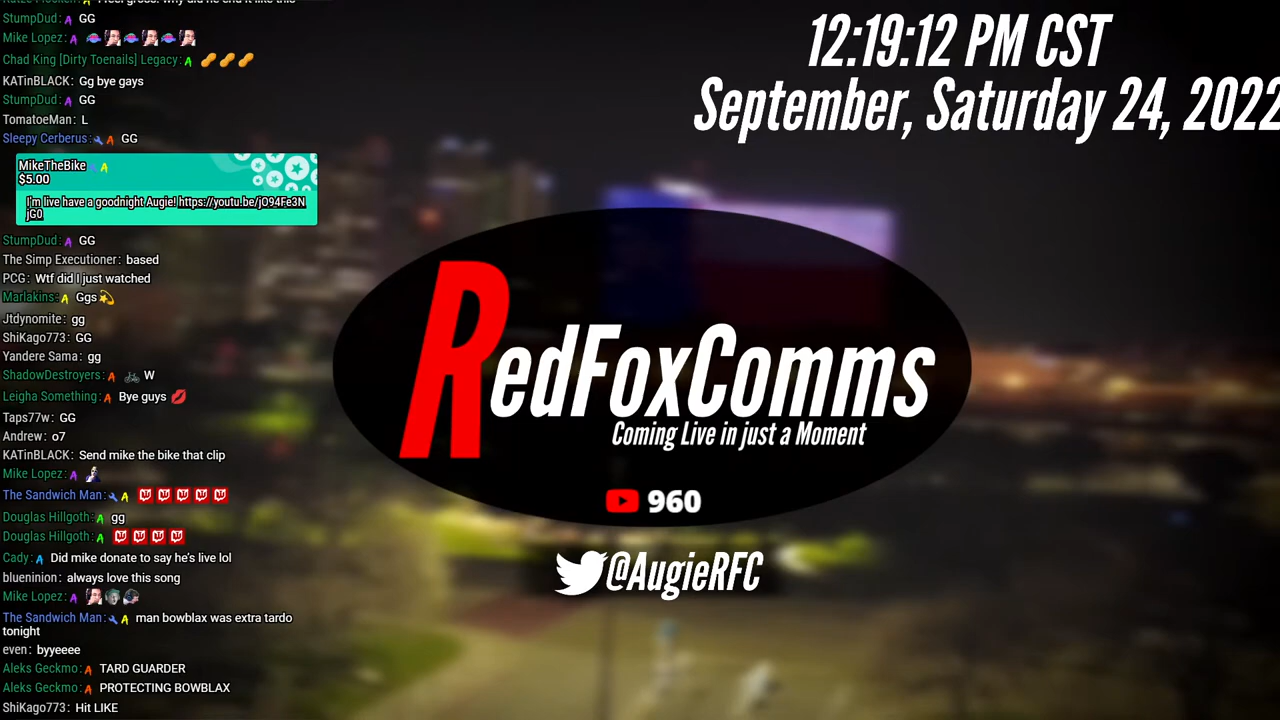 12:19:12 PM CST
September, Saturday 24, 2022
StumpDud: GG
Mike Lopez:
Chad King [Dirty Toenails] Legacy:
KATinBLACK: Gg bye gays
StumpDud: GG
TomatoeMan: L
Sleepy Cerberus: GG
MikeTheBike
$5.00
I'm live have a goodnight Augie! https://youtu.be/jO94Fe3N
jG0
StumpDud: GG
The Simp Executioner: based
PCG: Wtf did I just watched
Marlakins: Ggs
Jtdynomite: gg
ShiKago773: GG
Yandere Sama: gg
ShadowDestroyers: W
Leigha Something: Bye guys
Taps77w: GG
Andrew: o7
KATinBLACK: Send mike the bike that clip
Mike Lopez:
The Sandwich Man:
Douglas Hillgoth: gg
Douglas Hillgoth:
Cady: Did mike donate to say he's live lol
blueninion: always love this song
Mike Lopez:
The Sandwich Man: man bowblax was extra tardo
tonight
even: byyeeee
Aleks Geckmo: TARD GUARDER
Aleks Geckmo: PROTECTING BOWBLAX
ShiKago773: Hit LIKE
RedFoxComms
Coming Live in just a Moment
960
@AugieRFC